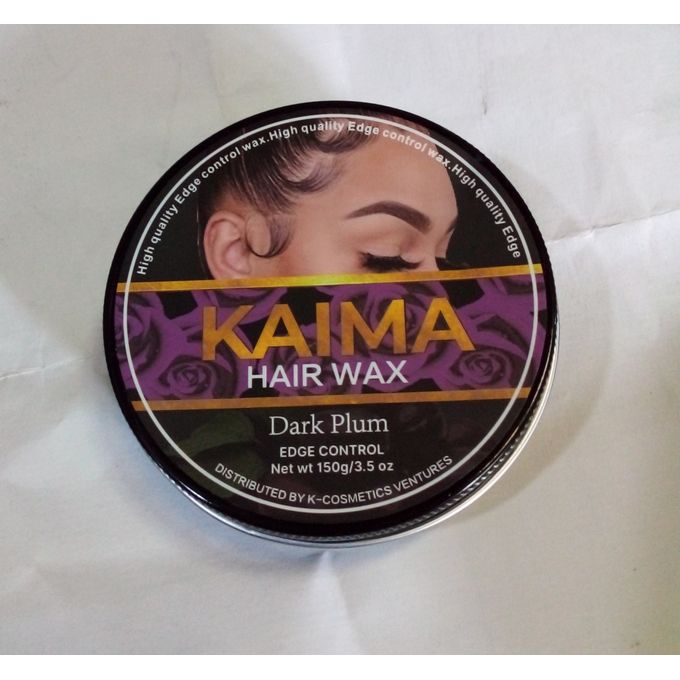 High quality Edge control wax.High quality Edge control wax.High quality Edge
KAIMA
HAIR WAX
Dark Plum
EDGE CONTROL
Net wt 150g/3.5 oz
DISTRIBUTED BY K-COSMETICS VENTURES